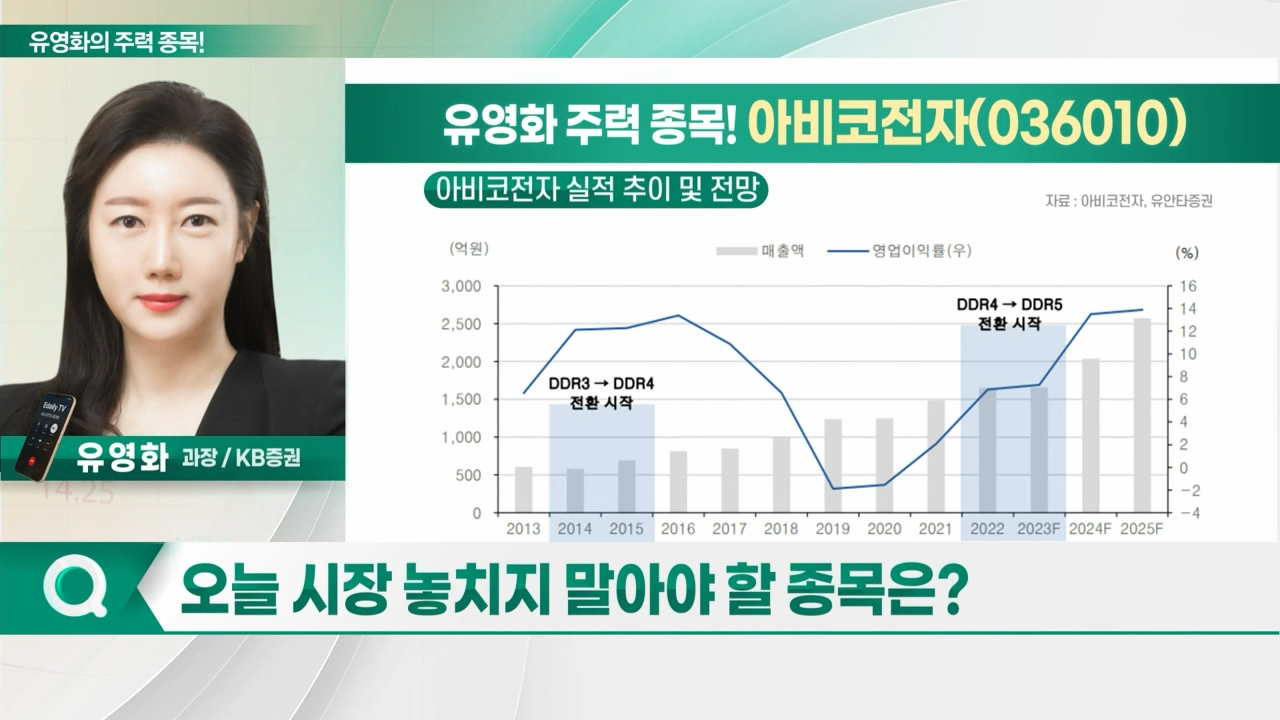 유영화의 주력 종목!
유영화 주력 종목! 아비코전자(036010)
아비코전자 실적 추이 및 전망
자료 : 아비코전자, 유안타증권
(억원)
매출액
영업이익률(우)
(%)
3,000
2,500
2,000
1,500
1,000
500
0
16
14
12
10
8
6
4
2
0
-2
-4
DDR3 → DDR4
전환 시작
DDR4 → DDR5
전환 시작
2013 2014 2015 2016 2017 2018 2019 2020 2021 2022 2023F 2024F 2025F
Edaily TV
유영화 과장 / KB증권
14.25
오늘 시장 놓치지 말아야 할 종목은?